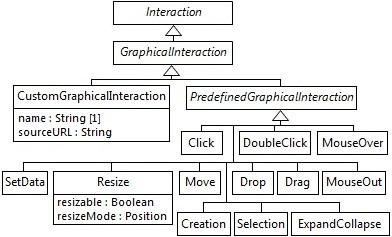 Interaction
GraphicalInteraction
CustomGraphicalInteraction
name : String [1]
sourceURL : String
PredefinedGraphicalInteraction
Click
DoubleClick
MouseOver
SetData
Resize
resizable : Boolean
resizeMode : Position
Move
Drop
Drag
MouseOut
Creation
Selection
ExpandCollapse